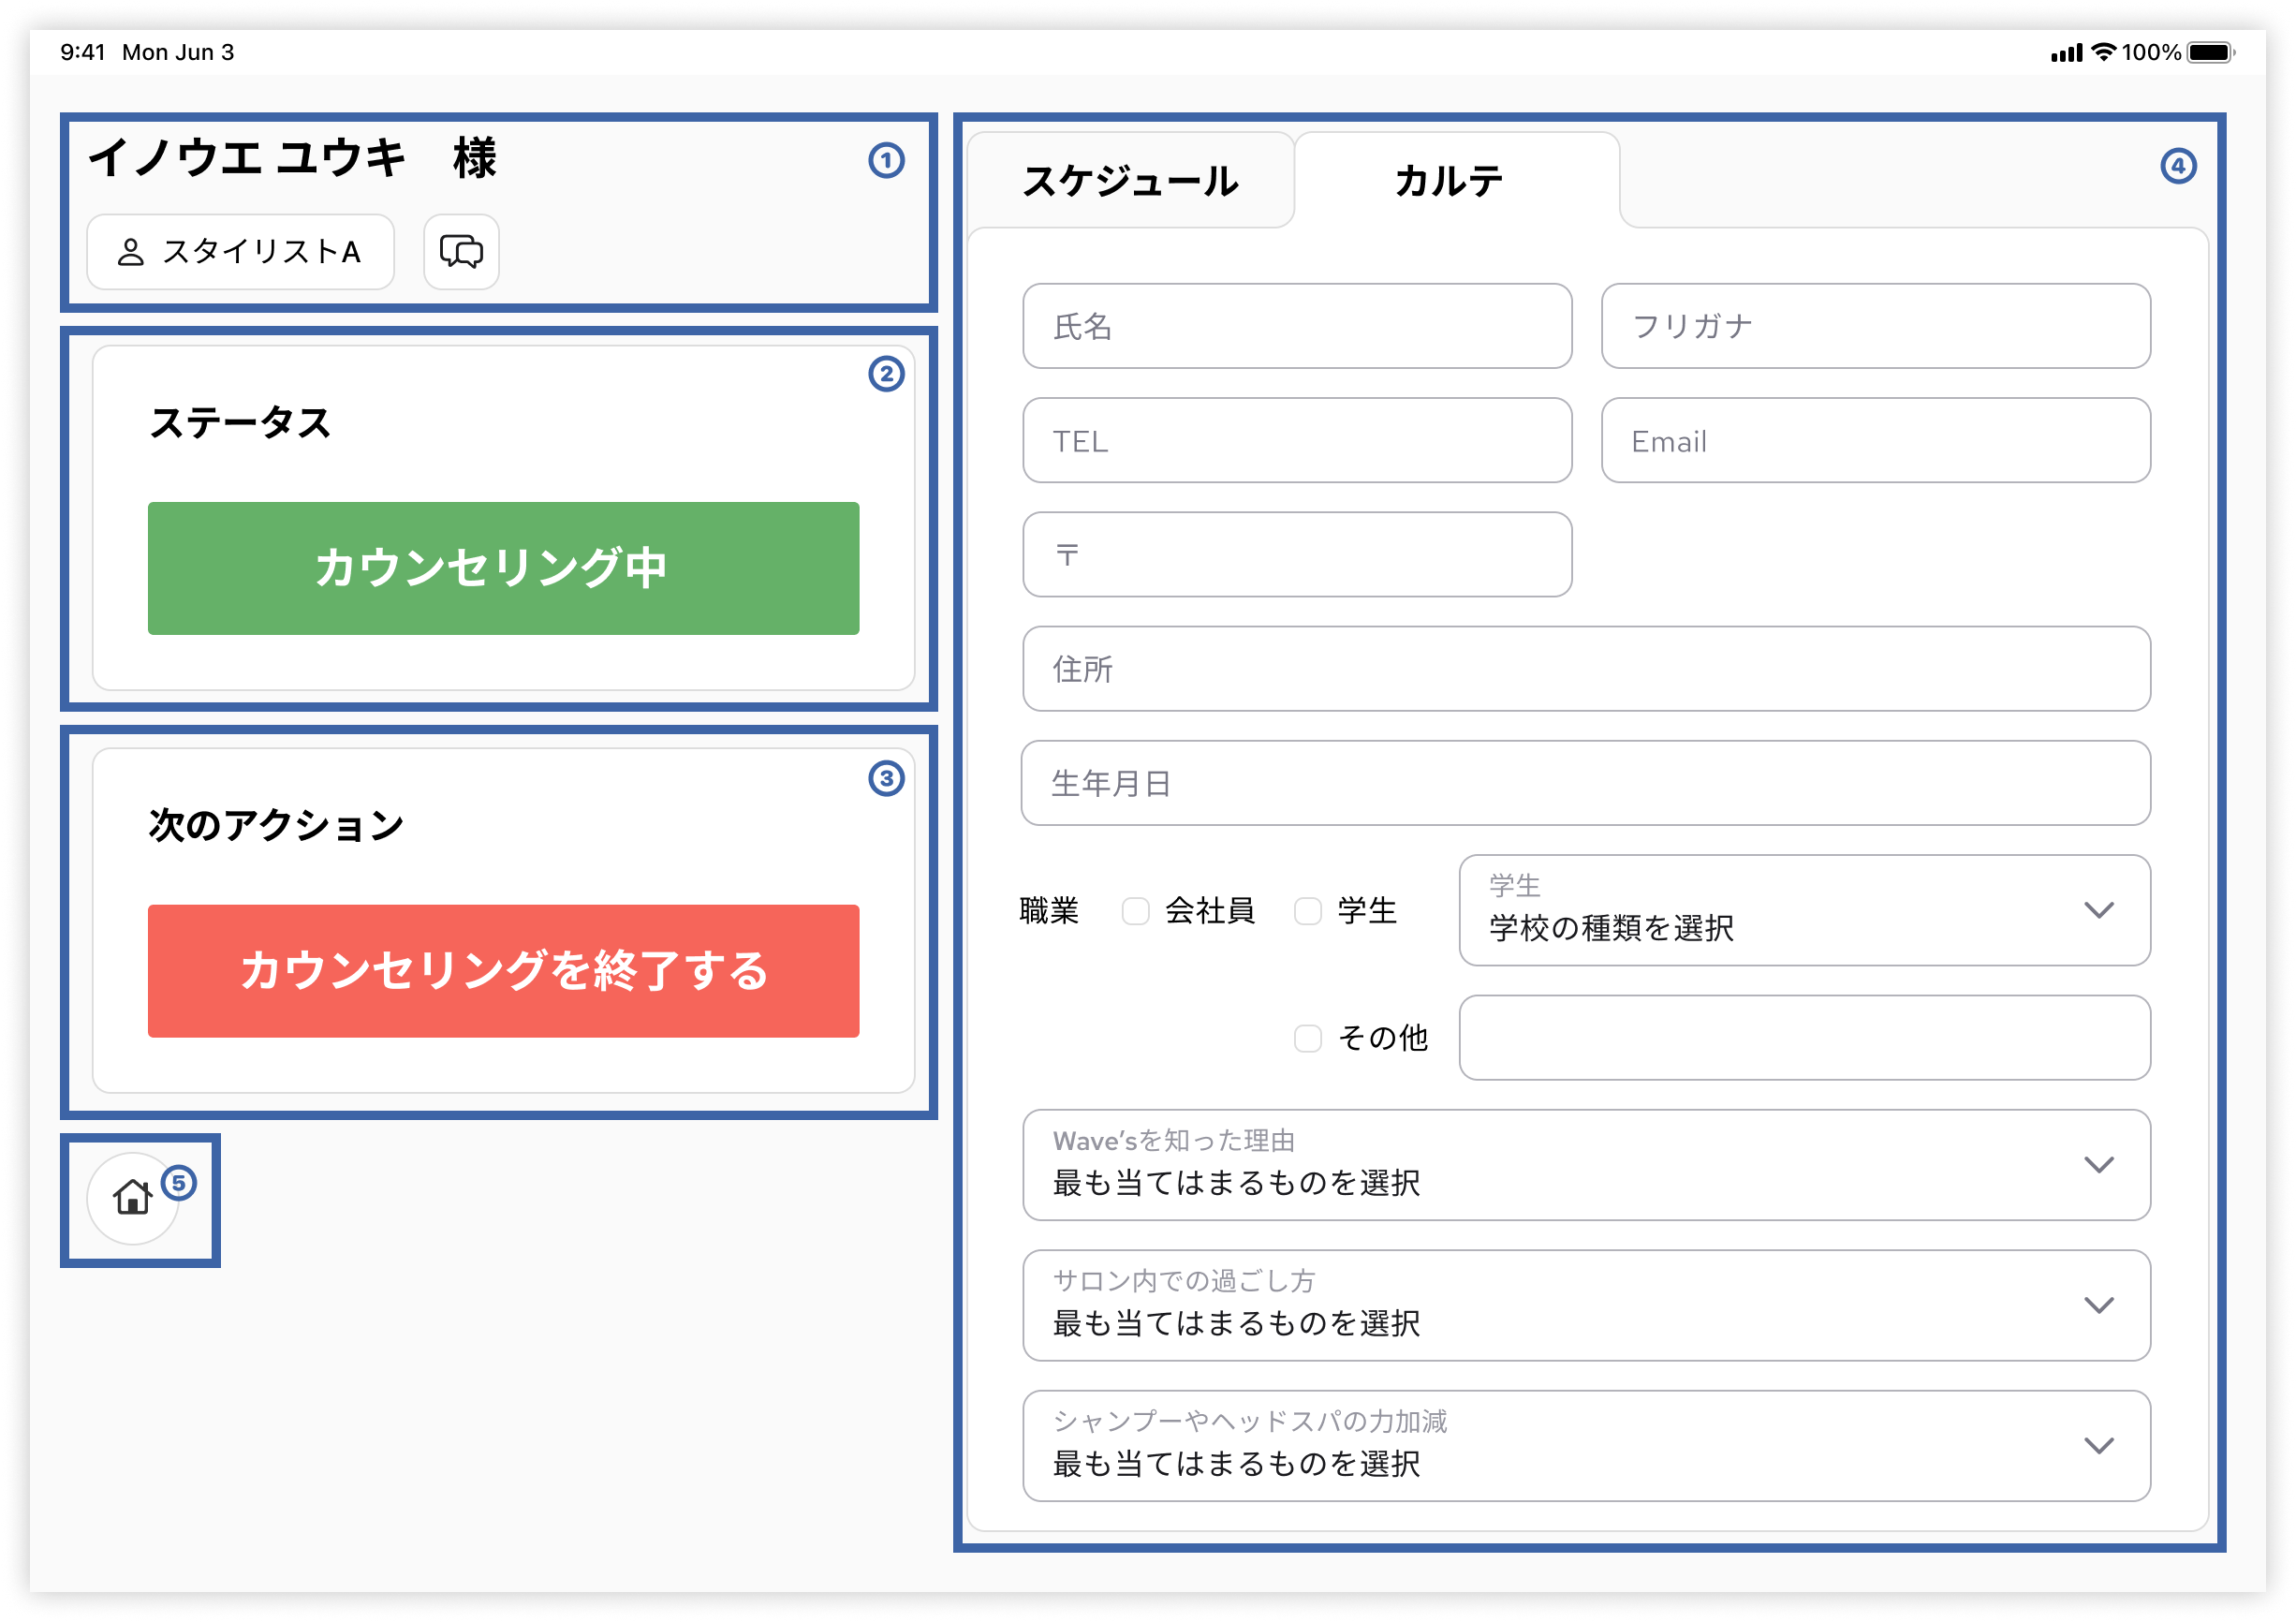 9:41 Mon Jun 3
100%
イノウエ ユウキ　様
①
スタイリストA
②
ステータス
カウンセリング中
③
次のアクション
カウンセリングを終了する
⑤
④
スケジュール カルテ
氏名 フリガナ
TEL Email
〒
住所
生年月日
職業 会社員 学生
学生
学校の種類を選択
その他
Wave’sを知った理由
最も当てはまるものを選択
サロン内での過ごし方
最も当てはまるものを選択
シャンプーやヘッドスパの力加減
最も当てはまるものを選択